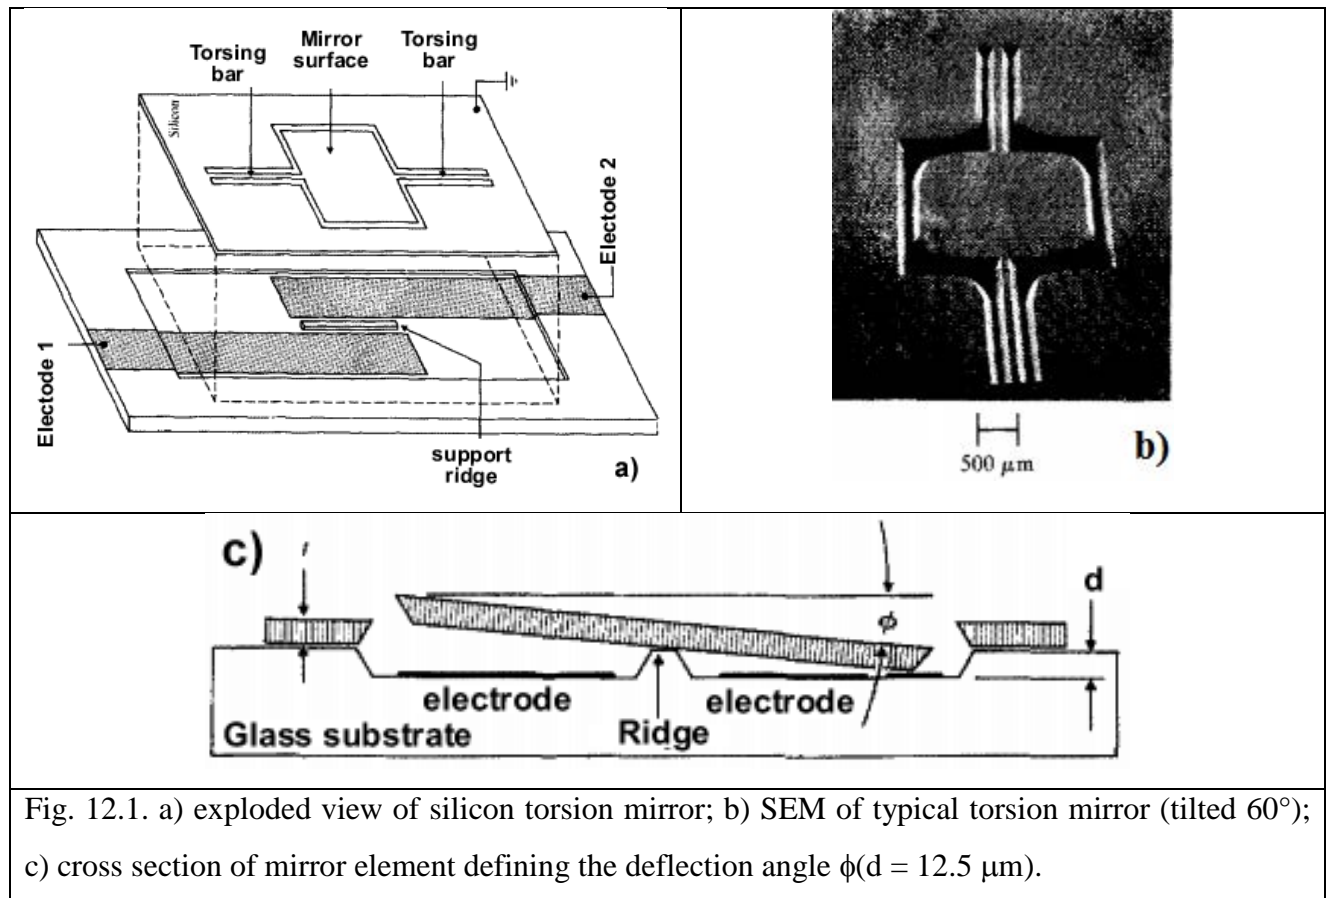 Torsing
bar
Mirror
surface
Torsing
bar
Silicon
Electode 2
Electode 1
support
ridge
a)
500 μm
b)
c)
d
ϕ
electrode
electrode
Glass substrate
Ridge
Fig. 12.1. a) exploded view of silicon torsion mirror; b) SEM of typical torsion mirror (tilted 60°);
c) cross section of mirror element defining the deflection angle ϕ(d = 12.5 μm).